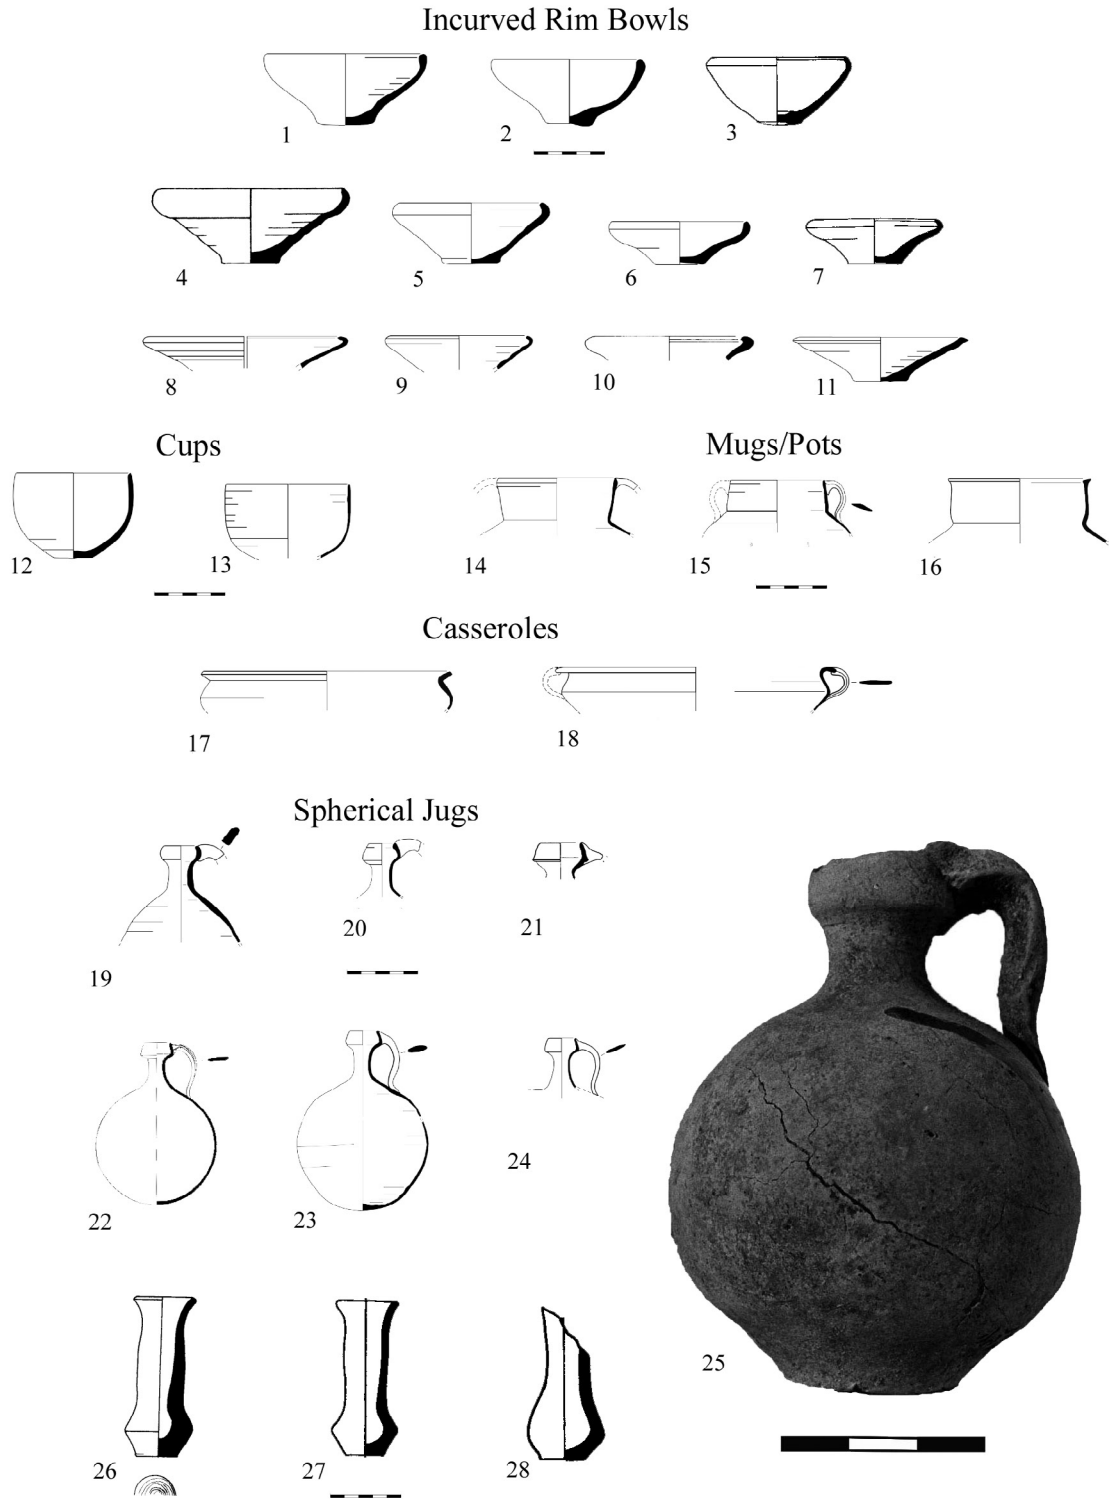 Incurved Rim Bowls
1 2 3
4 5 6 7
8 9 10 11
Cups Mugs/Pots
12 13 14 15 16
Casseroles
17 18
Spherical Jugs
19 20 21
22 23 24
25
26 27 28